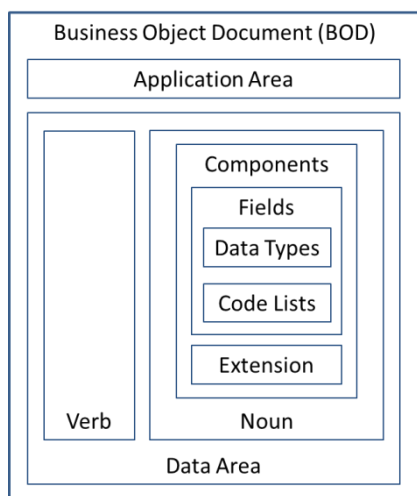 Business Object Document (BOD)
Application Area
Components
Fields
Data Types
Code Lists
Extension
Verb
Noun
Data Area